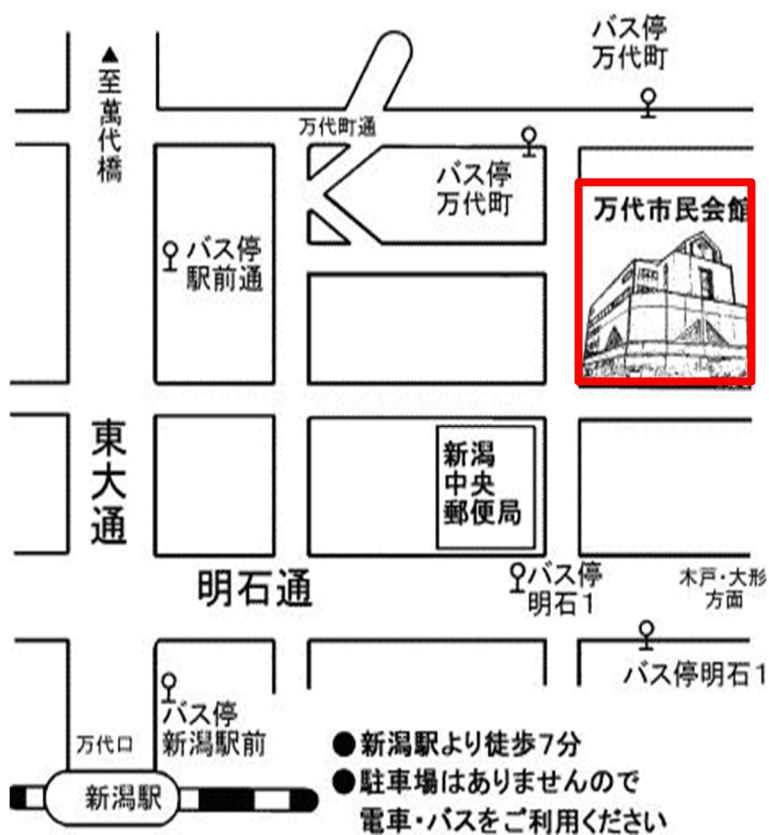 バス停
万代町
▲至萬代橋
万代町通
バス停
万代町
万代市民会館
バス停
駅前通
東大通
新潟
中央
郵便局
明石通
バス停
明石1
木戸・大形
方面
バス停明石1
バス停
新潟駅前
万代口
新潟駅
●新潟駅より徒歩7分
●駐車場はありませんので
電車・バスをご利用ください